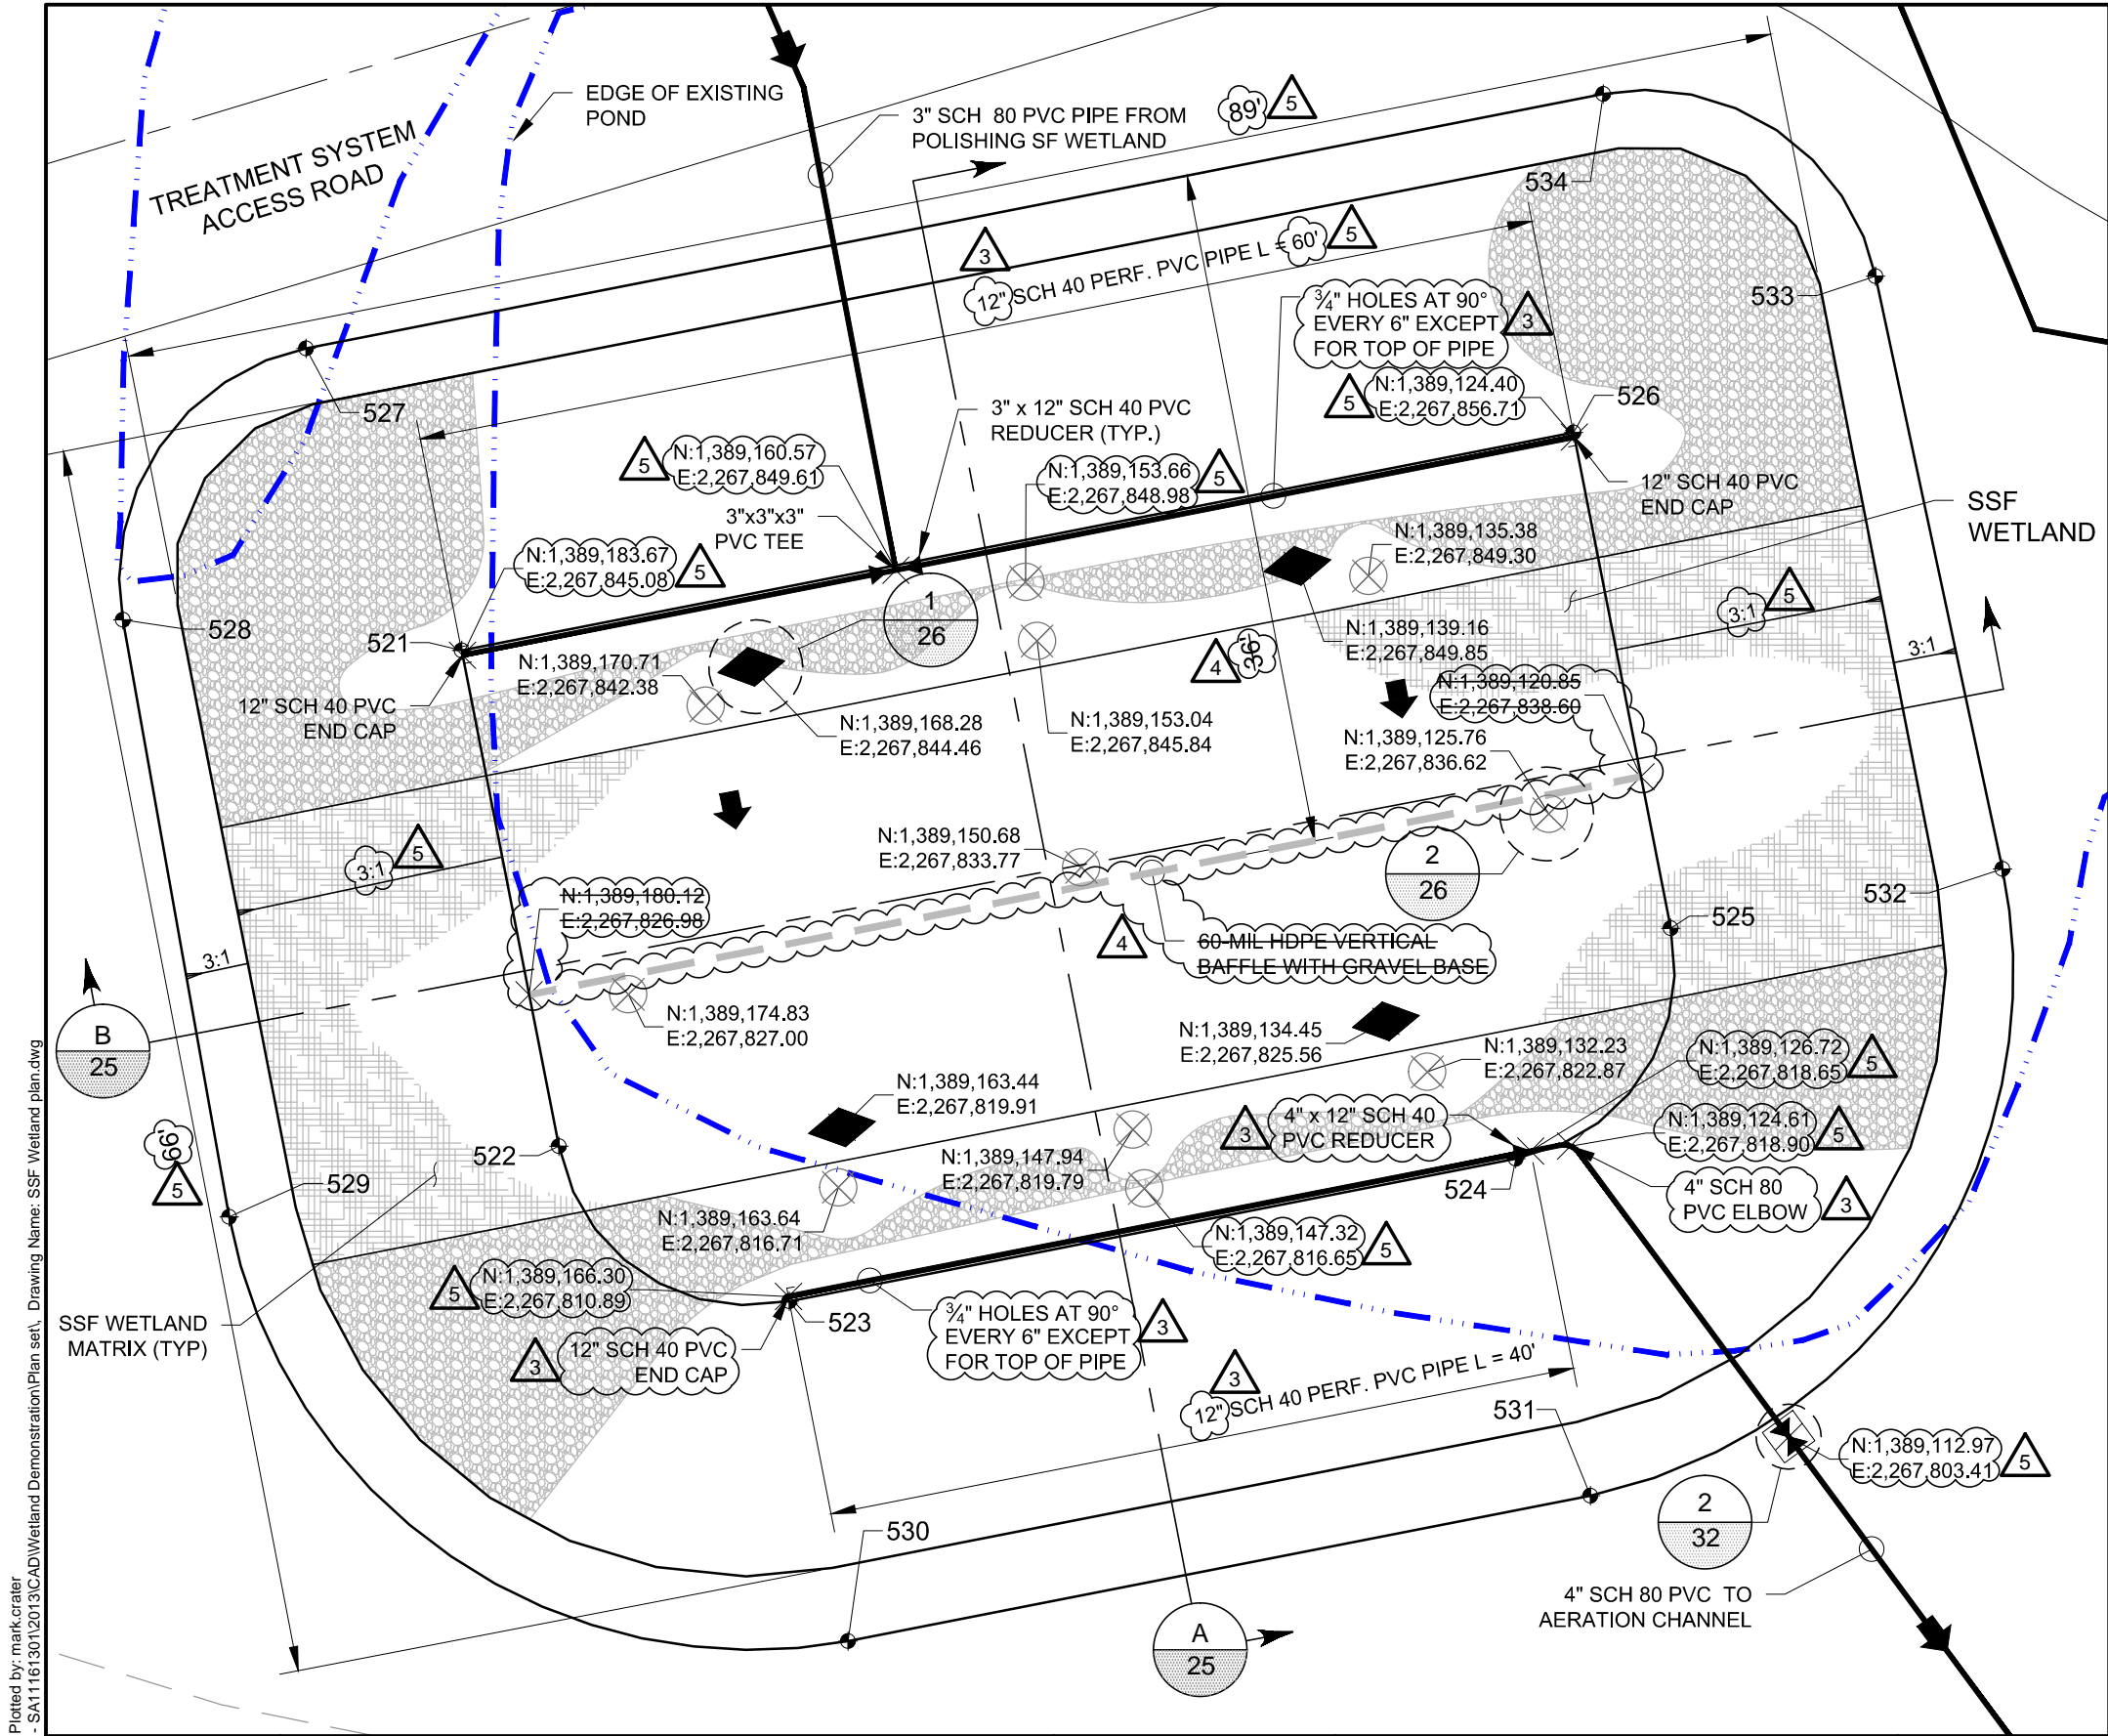 EDGE OF EXISTING
POND
3" SCH 80 PVC PIPE FROM
POLISHING SF WETLAND
89'
5
TREATMENT SYSTEM
ACCESS ROAD
534
533
3
12" SCH 40 PERF. PVC PIPE L = 60'
5
¾" HOLES AT 90°
EVERY 6" EXCEPT
FOR TOP OF PIPE
3
N:1,389,124.40
E:2,267,856.71
5
526
527
3" x 12" SCH 40 PVC
REDUCER (TYP.)
N:1,389,160.57
E:2,267,849.61
5
N:1,389,153.66
E:2,267,848.98
5
12" SCH 40 PVC
END CAP
SSF
WETLAND
3"x3"x3"
PVC TEE
N:1,389,135.38
E:2,267,849.30
N:1,389,183.67
E:2,267,845.08
5
1
26
3:1
5
528
521
N:1,389,139.16
E:2,267,849.85
3:1
36'
4
N:1,389,170.71
E:2,267,842.38
N:1,389,120.85
E:2,267,838.60
12" SCH 40 PVC
END CAP
N:1,389,168.28
E:2,267,844.46
N:1,389,153.04
E:2,267,845.84
N:1,389,125.76
E:2,267,836.62
N:1,389,150.68
E:2,267,833.77
3:1
5
2
26
N:1,389,180.12
E:2,267,826.98
532
525
4
60-MIL HDPE VERTICAL
BAFFLE WITH GRAVEL BASE
3:1
N:1,389,174.83
E:2,267,827.00
B
25
N:1,389,134.45
E:2,267,825.56
N:1,389,132.23
E:2,267,822.87
N:1,389,126.72
E:2,267,818.65
5
N:1,389,163.44
E:2,267,819.91
3
4" x 12" SCH 40
PVC REDUCER
N:1,389,124.61
E:2,267,818.90
5
66'
5
522
529
N:1,389,147.94
E:2,267,819.79
524
4" SCH 80
PVC ELBOW
3
N:1,389,163.64
E:2,267,816.71
N:1,389,147.32
E:2,267,816.65
5
N:1,389,166.30
E:2,267,810.89
5
SSF WETLAND
MATRIX (TYP)
523
¾" HOLES AT 90°
EVERY 6" EXCEPT
FOR TOP OF PIPE
3
12" SCH 40 PVC
END CAP
3
3
12" SCH 40 PERF. PVC PIPE L = 40'
531
N:1,389,112.97
E:2,267,803.41
5
530
2
32
4" SCH 80 PVC TO
AERATION CHANNEL
A
25
Plotted by: mark.crater
- SA11161301\2013\CAD\Wetland Demonstration\Plan set\, Drawing Name: SSF Wetland plan.dwg